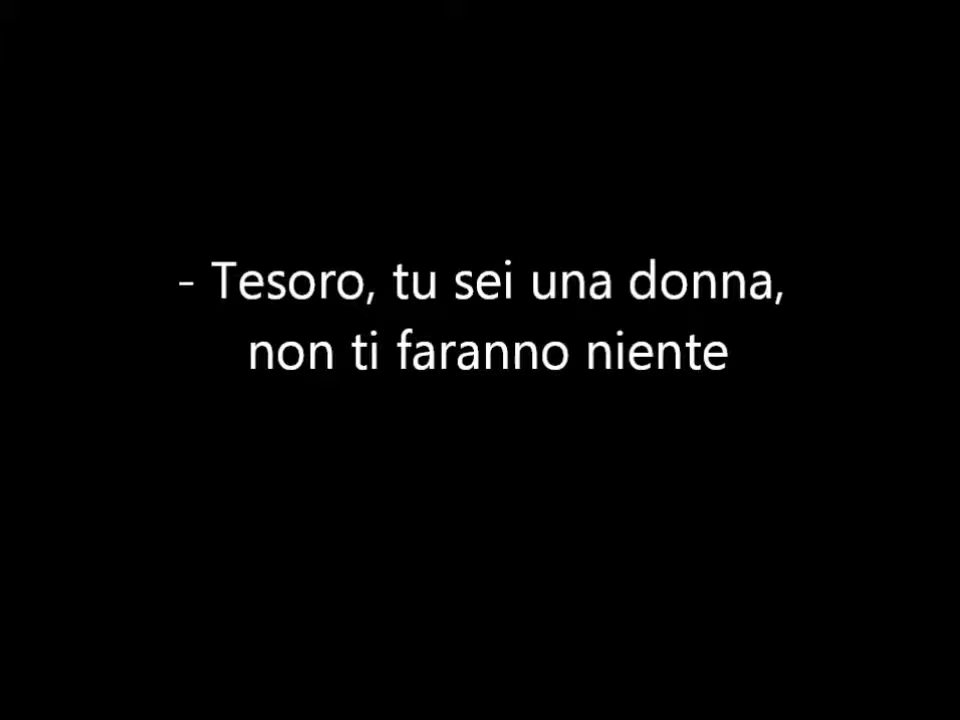 - Tesoro, tu sei una donna,
non ti faranno niente